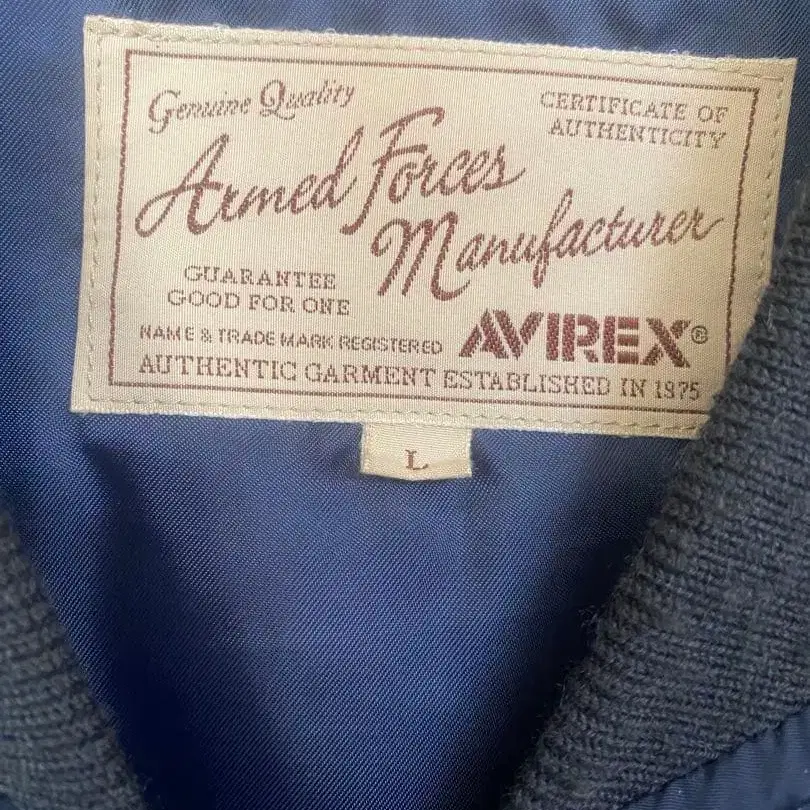 Genuine Quality
CERTIFICATE OF
AUTHENTICITY
Armed Forces
Manufacturer
GUARANTEE
GOOD FOR ONE
NAME & TRADE MARK REGISTERED
AVIREX®
AUTHENTIC GARMENT ESTABLISHED IN 1975
L